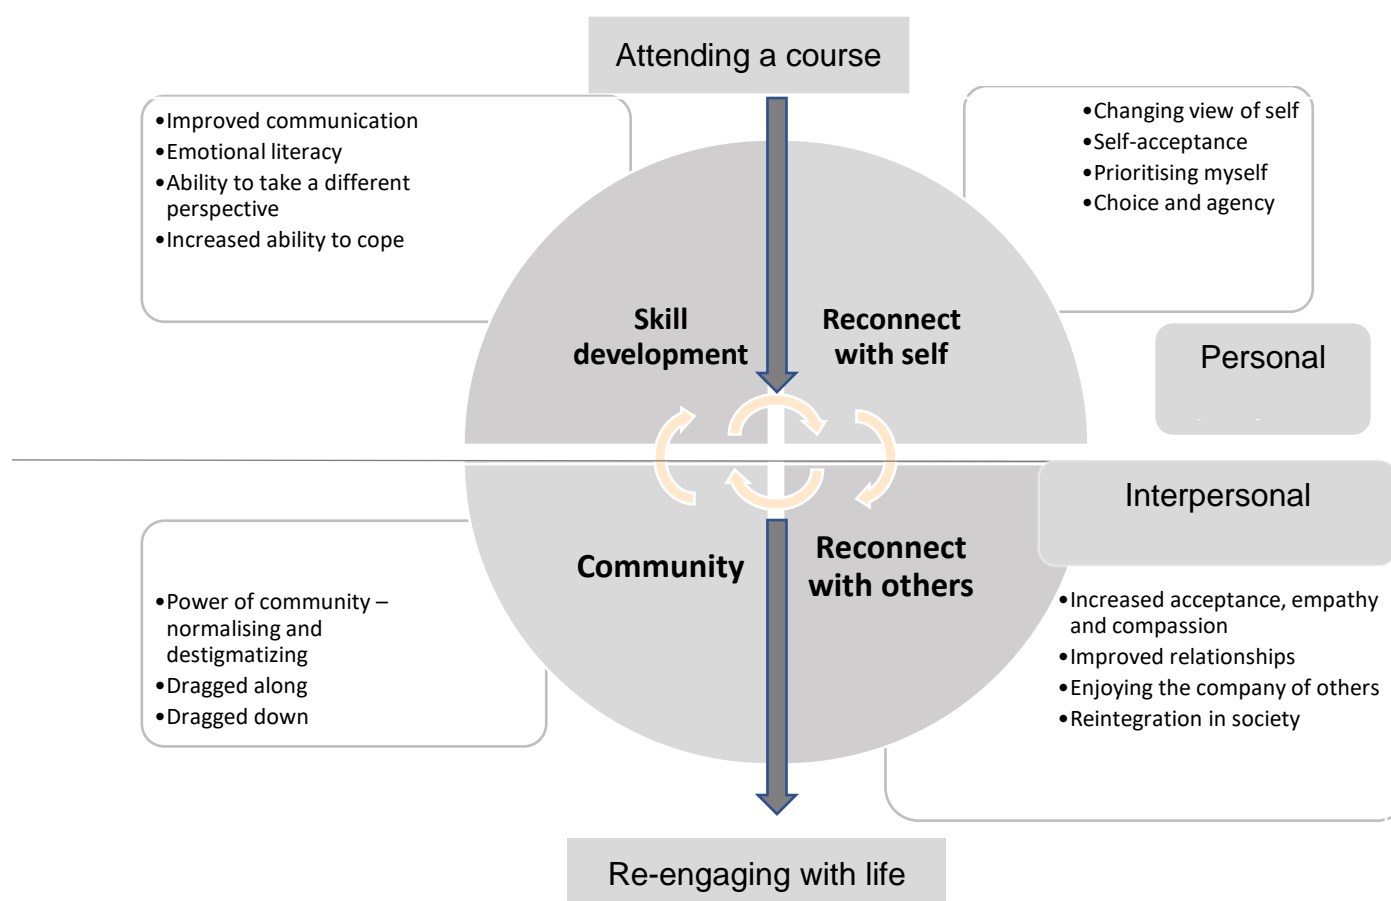 Attending a course
•Improved communication
•Emotional literacy
•Ability to take a different
perspective
•Increased ability to cope
•Changing view of self
•Self-acceptance
•Prioritising myself
•Choice and agency
Skill
development
Reconnect
with self
Personal
Interpersonal
Community
Reconnect
with others
•Power of community –
normalising and
destigmatizing
•Dragged along
•Dragged down
•Increased acceptance, empathy
and compassion
•Improved relationships
•Enjoying the company of others
•Reintegration in society
Re-engaging with life